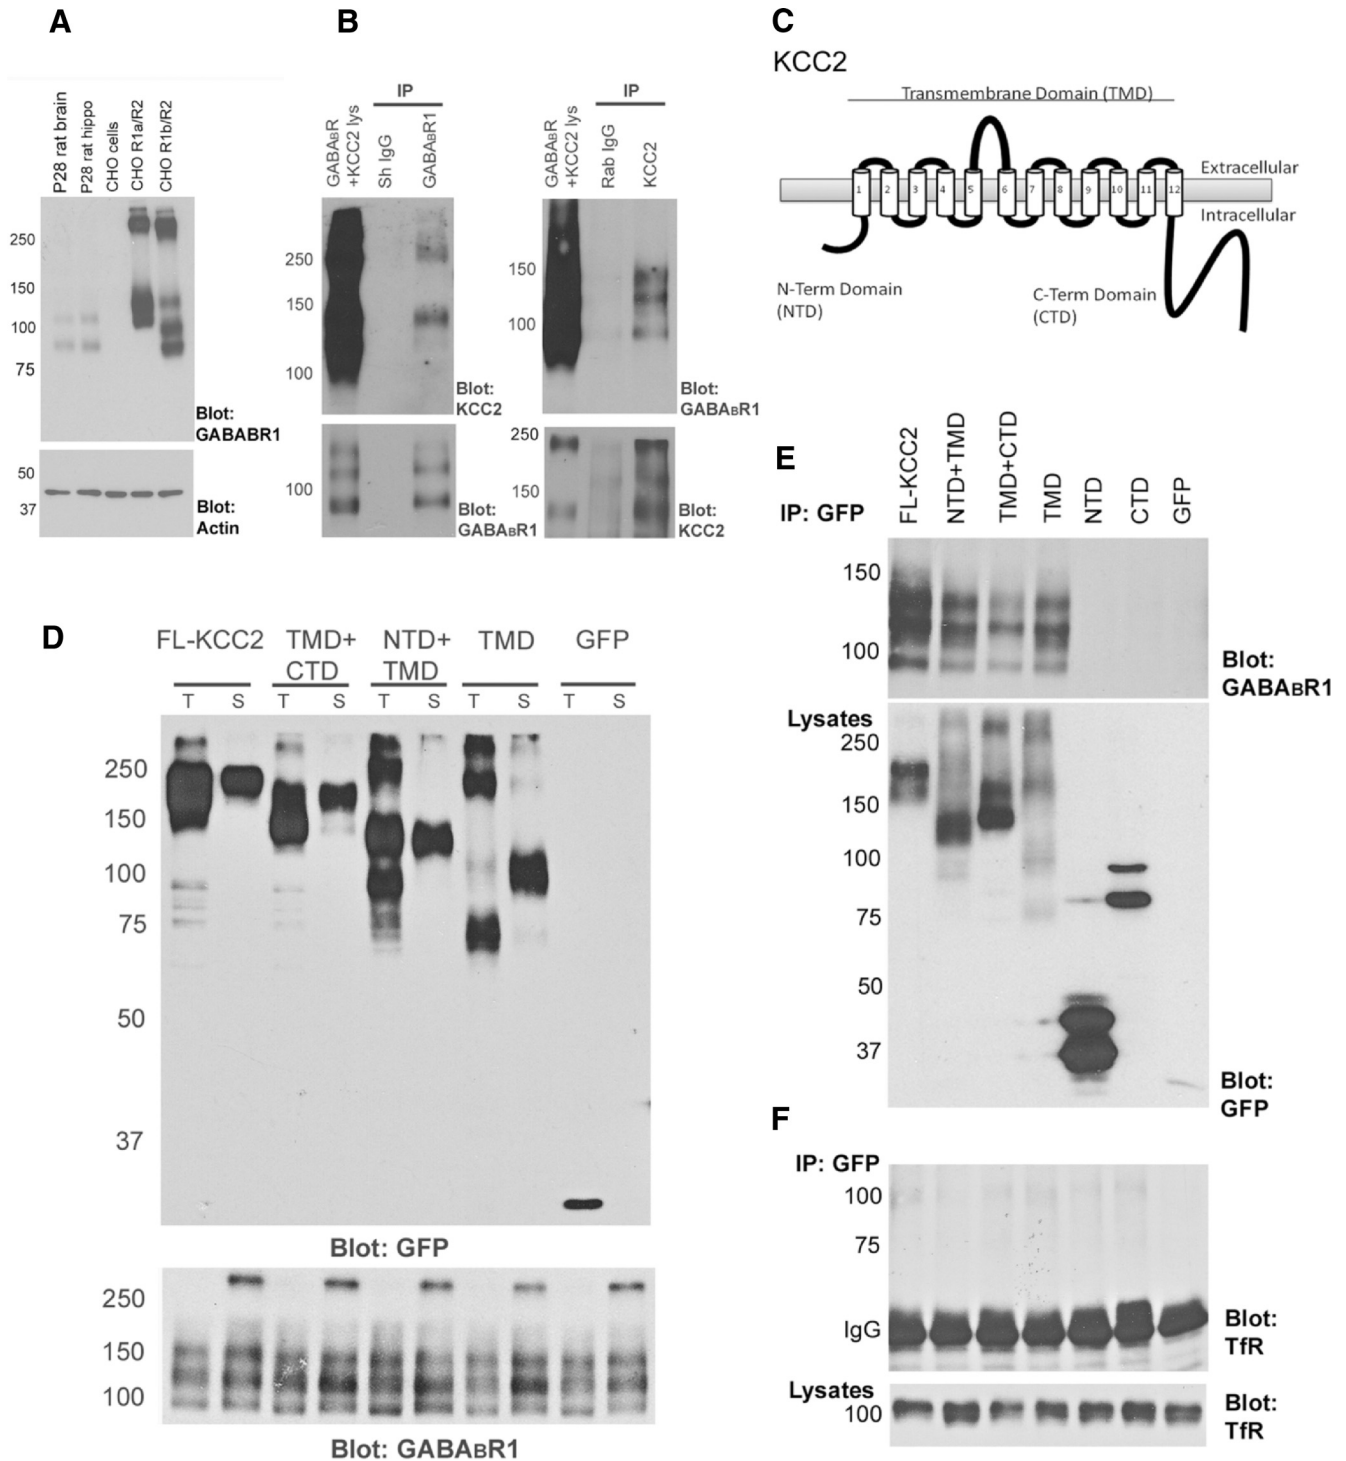 A
P28 rat brain
P28 rat hippo
CHO cells
CHO R1a/R2
CHO R1b/R2
250
150
100
75
Blot:
GABABR1
50
37
Blot:
Actin
B
IP
GABABR
+KCC2 lys
Sh IgG
GABABR1
250
150
100
Blot:
KCC2
100
Blot:
GABABR1
IP
GABABR
+KCC2 lys
Rab IgG
KCC2
150
100
Blot:
GABABR1
250
150
Blot:
KCC2
C
KCC2
Transmembrane Domain (TMD)
Extracellular
1 2 3 4 5 6 7 8 9 10 11 12
Intracellular
N-Term Domain
(NTD)
C-Term Domain
(CTD)
D
FL-KCC2
TMD+
CTD
NTD+
TMD
TMD
GFP
T S T S T S T S T S
250
150
100
75
50
37
Blot: GFP
250
150
100
Blot: GABABR1
E
IP: GFP
FL-KCC2
NTD+TMD
TMD+CTD
TMD
NTD
CTD
GFP
150
100
Blot:
GABABR1
Lysates
250
150
100
75
50
37
Blot:
GFP
F
IP: GFP
100
75
IgG
Blot:
TfR
Lysates
100
Blot:
TfR